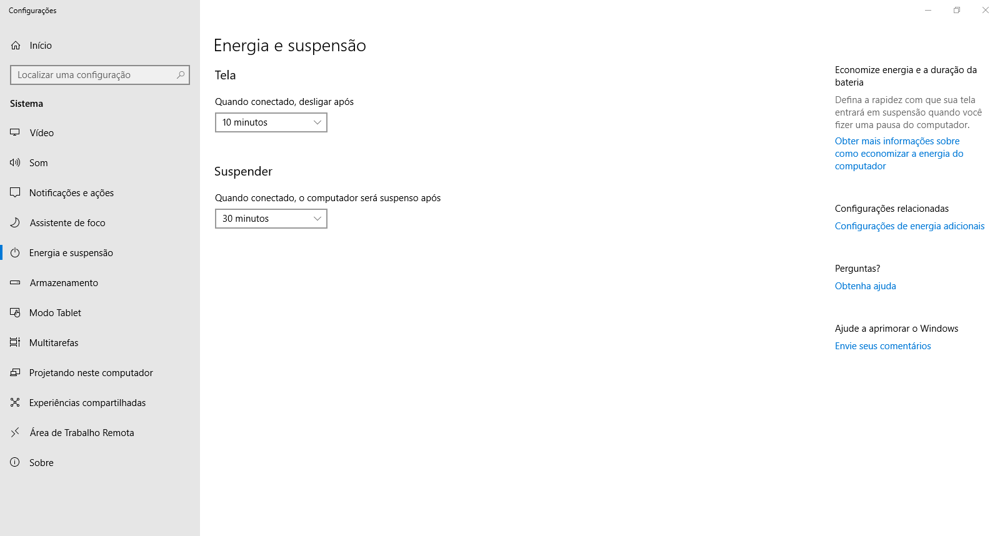 Configurações
Início
Localizar uma configuração
Sistema
Vídeo
Som
Notificações e ações
Assistente de foco
Energia e suspensão
Armazenamento
Modo Tablet
Multitarefas
Projetando neste computador
Experiências compartilhadas
Área de Trabalho Remota
Sobre
Energia e suspensão
Tela
Quando conectado, desligar após
10 minutos
Suspender
Quando conectado, o computador será suspenso após
30 minutos
Economize energia e a duração da
bateria
Defina a rapidez com que sua tela
entrará em suspensão quando você
fizer uma pausa do computador.
Obter mais informações sobre
como economizar a energia do
computador
Configurações relacionadas
Configurações de energia adicionais
Perguntas?
Obtenha ajuda
Ajude a aprimorar o Windows
Envie seus comentários